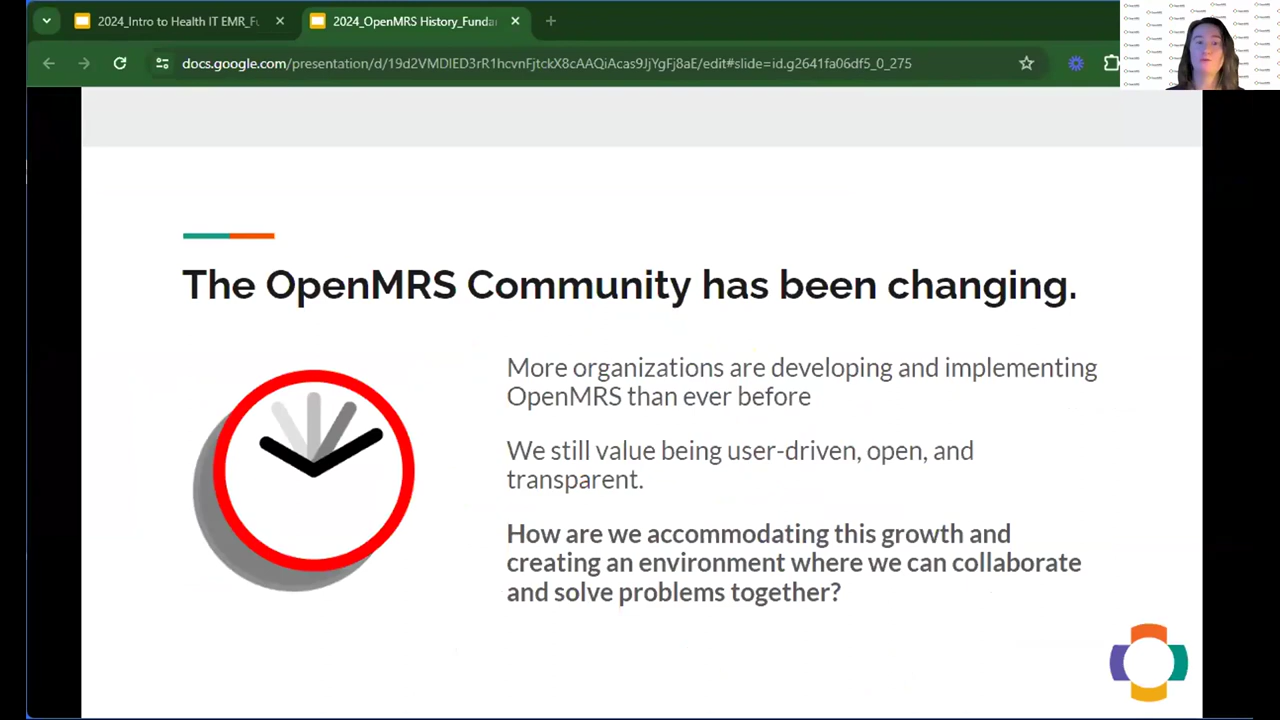 2024_Intro to Health IT EMR_Fu
2024_OpenMRS History_Funda
docs.google.com/presentation/d/19d2VMDlED3rR1hornFjtckX3cAAQiAcas9JjYgFj8aE/edit#slide=id.g2641fa06df5_0_275
The OpenMRS Community has been changing.
More organizations are developing and implementing
OpenMRS than ever before
We still value being user-driven, open, and
transparent.
How are we accommodating this growth and
creating an environment where we can collaborate
and solve problems together?